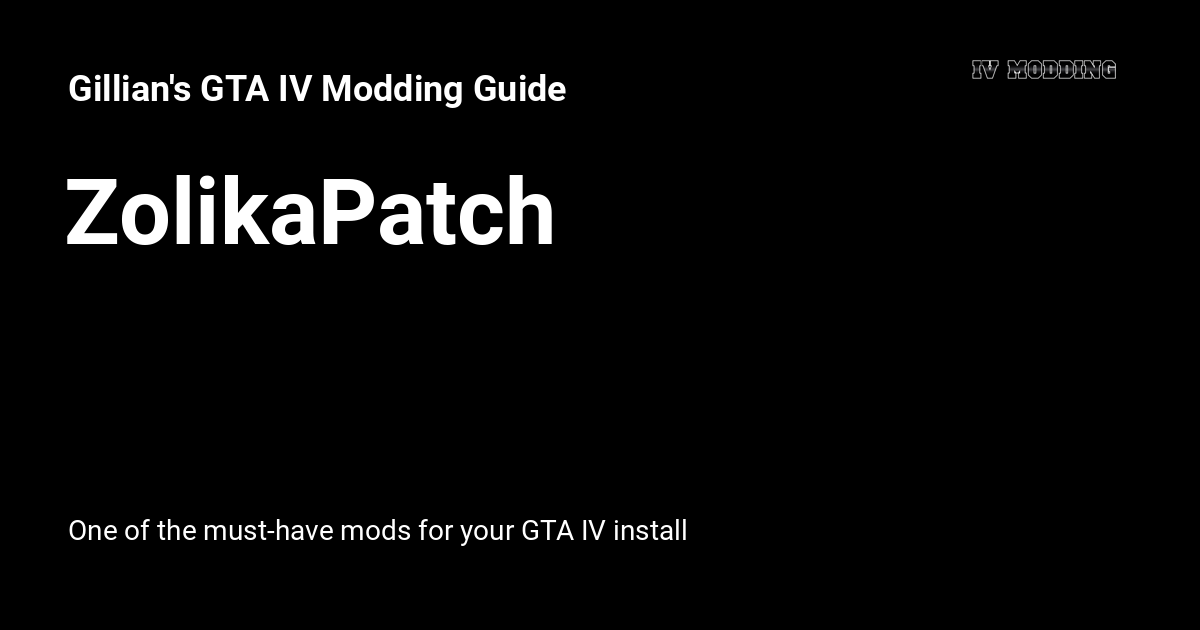 Gillian's GTA IV Modding Guide
IV MODDING
ZolikaPatch
One of the must-have mods for your GTA IV install